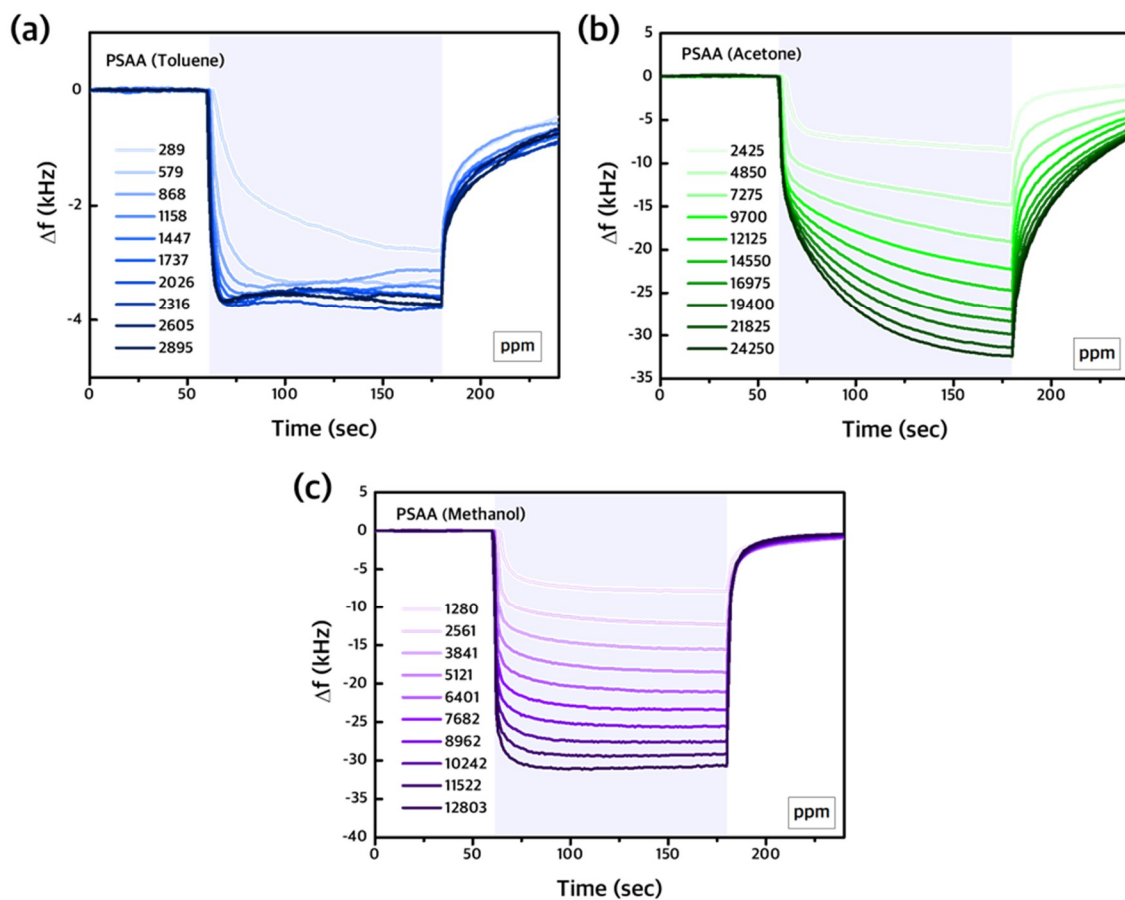 (a)
PSAA (Toluene)
0
-2
-4
Δf (kHz)
289
579
868
1158
1447
1737
2026
2316
2605
2895
ppm
0 50 100 150 200
Time (sec)
(b)
PSAA (Acetone)
5
0
-5
-10
-15
-20
-25
-30
-35
Δf (kHz)
2425
4850
7275
9700
12125
14550
16975
19400
21825
24250
ppm
0 50 100 150 200
Time (sec)
(c)
PSAA (Methanol)
5
0
-5
-10
-15
-20
-25
-30
-35
-40
Δf (kHz)
1280
2561
3841
5121
6401
7682
8962
10242
11522
12803
ppm
0 50 100 150 200
Time (sec)